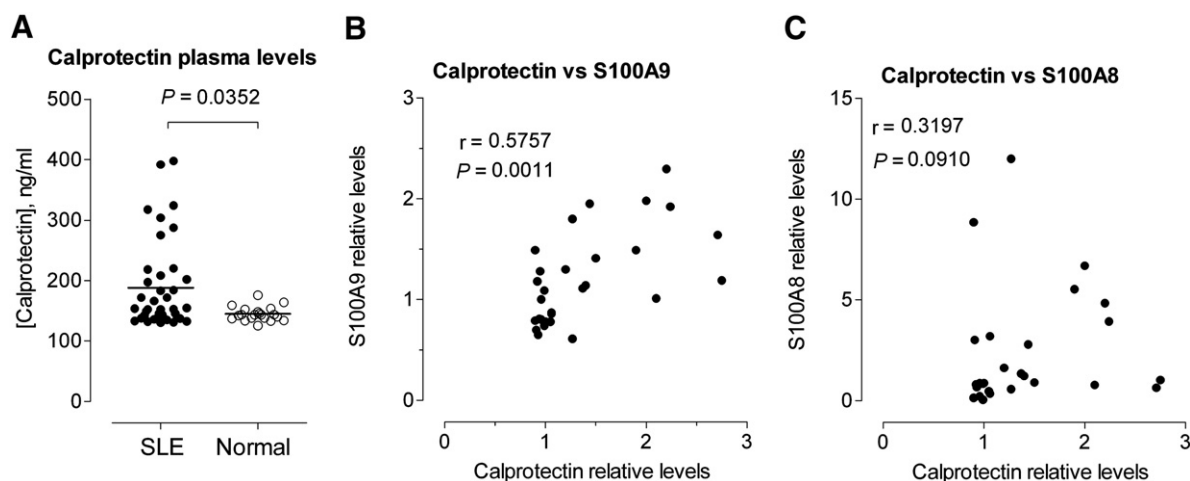 A
Calprotectin plasma levels
P = 0.0352
[Calprotectin], ng/ml
500
400
300
200
100
0
SLE
Normal
B
Calprotectin vs S100A9
r = 0.5757
P = 0.0011
S100A9 relative levels
3
2
1
0
0 1 2 3
Calprotectin relative levels
C
Calprotectin vs S100A8
r = 0.3197
P = 0.0910
S100A8 relative levels
15
10
5
0
0 1 2 3
Calprotectin relative levels